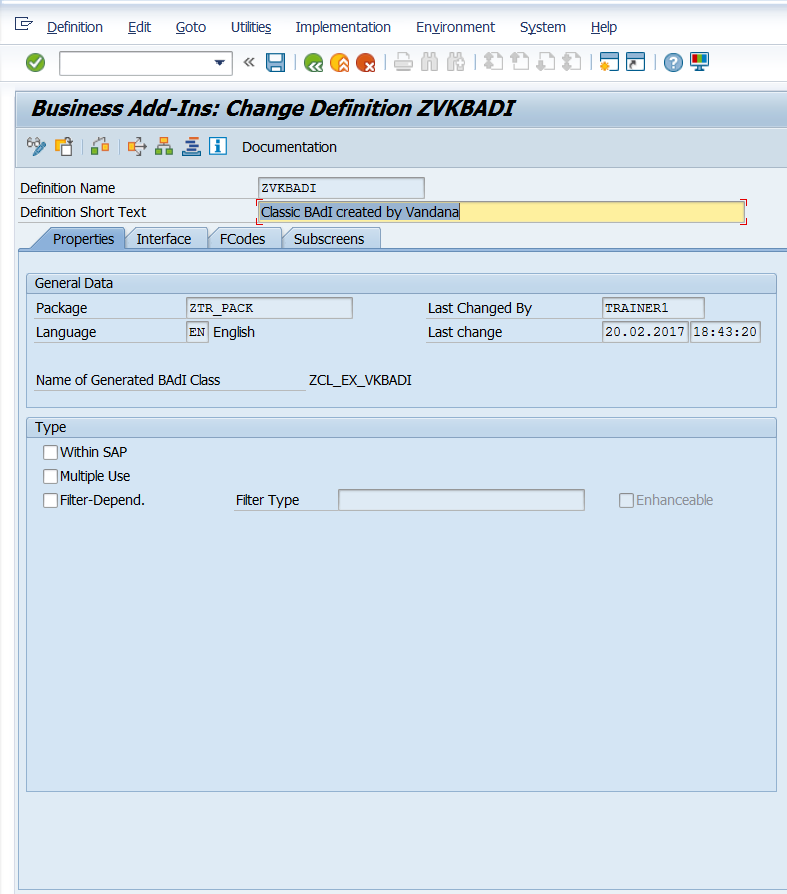 Definition Edit Goto Utilities Implementation Environment System Help
Business Add-Ins: Change Definition ZVKBADI
Documentation
Definition Name ZVKBADI
Definition Short Text Classic BAdI created by Vandana
Properties Interface FCodes Subscreens
General Data
Package ZTR_PACK Last Changed By TRAINER1
Language EN English Last change 20.02.2017 18:43:20
Name of Generated BAdI Class ZCL_EX_VKBADI
Type
Within SAP
Multiple Use
Filter-Depend. Filter Type Enhanceable